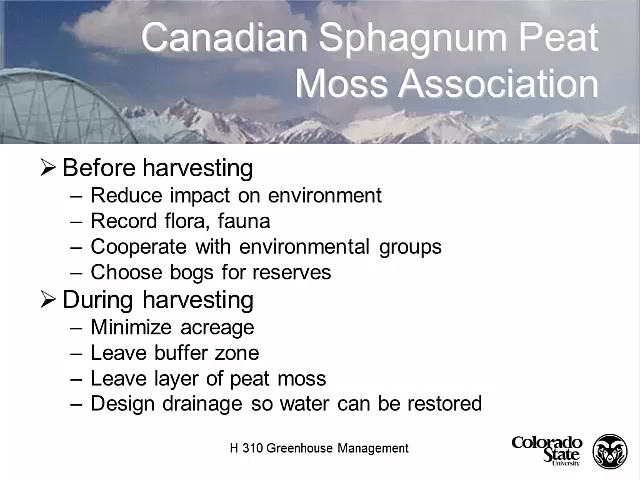 Canadian Sphagnum Peat
Moss Association
➢ Before harvesting
– Reduce impact on environment
– Record flora, fauna
– Cooperate with environmental groups
– Choose bogs for reserves
➢ During harvesting
– Minimize acreage
– Leave buffer zone
– Leave layer of peat moss
– Design drainage so water can be restored
H 310 Greenhouse Management
Colorado
State
University